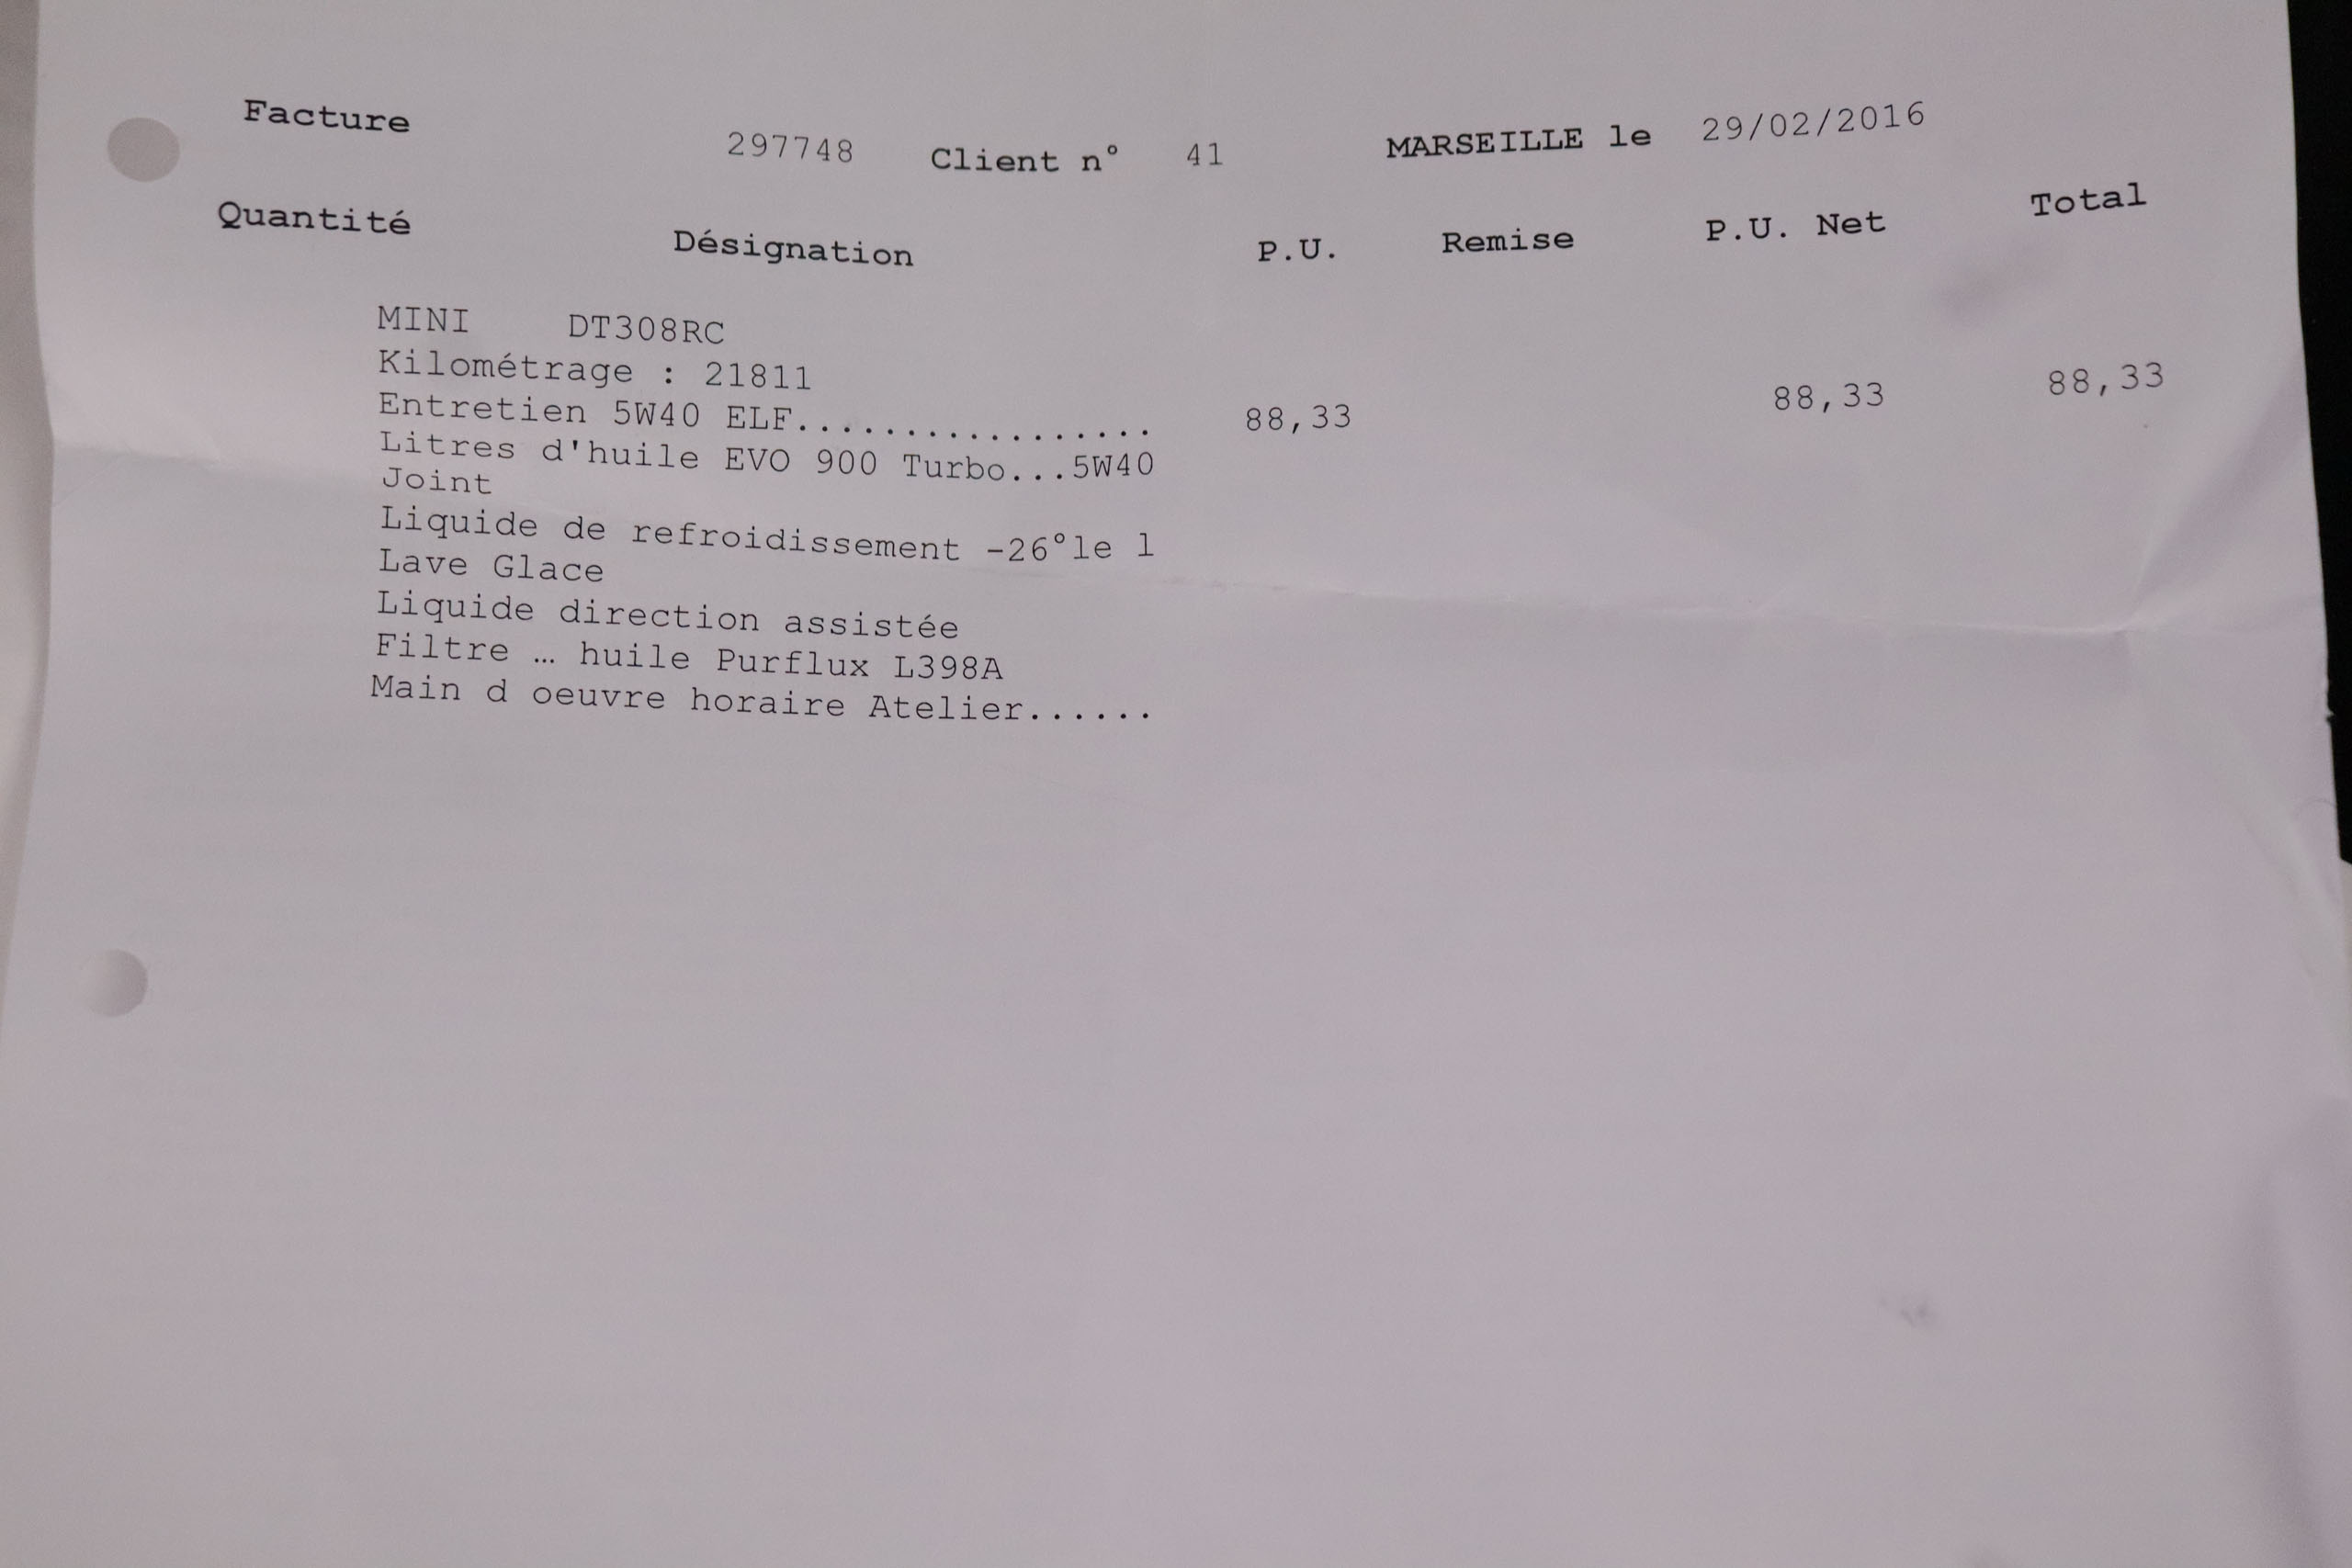 Facture 297748 Client n° 41 MARSEILLE le 29/02/2016
Quantité Désignation P.U. Remise P.U. Net Total
MINI DT308RC
Kilométrage : 21811
Entretien 5W40 ELF................. 88,33 88,33 88,33
Litres d'huile EVO 900 Turbo...5W40
Joint
Liquide de refroidissement -26°le l
Lave Glace
Liquide direction assistée
Filtre … huile Purflux L398A
Main d oeuvre horaire Atelier......